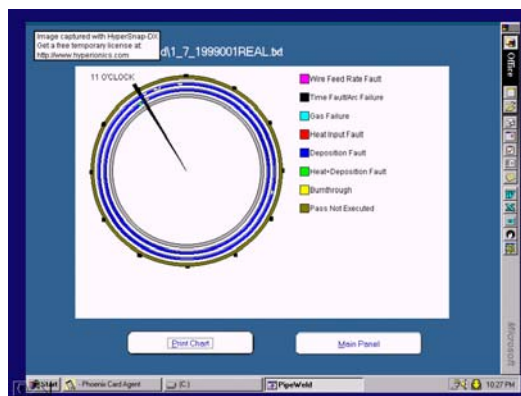 Image captured with HyperSnap-DX
Get a free temporary license at:
http://www.hyperionics.com
d\1_7_1999001REAL.txt
11 O'CLOCK
Wire Feed Rate Fault
Time Fault/Arc Failure
Gas Failure
Heat Input Fault
Deposition Fault
Heat+Deposition Fault
Burnthrough
Pass Not Executed
Print Chart
Main Panel
Office
Microsoft
Start
- Phoenix Card Agent
(C:)
PipeWeld
10:27 PM